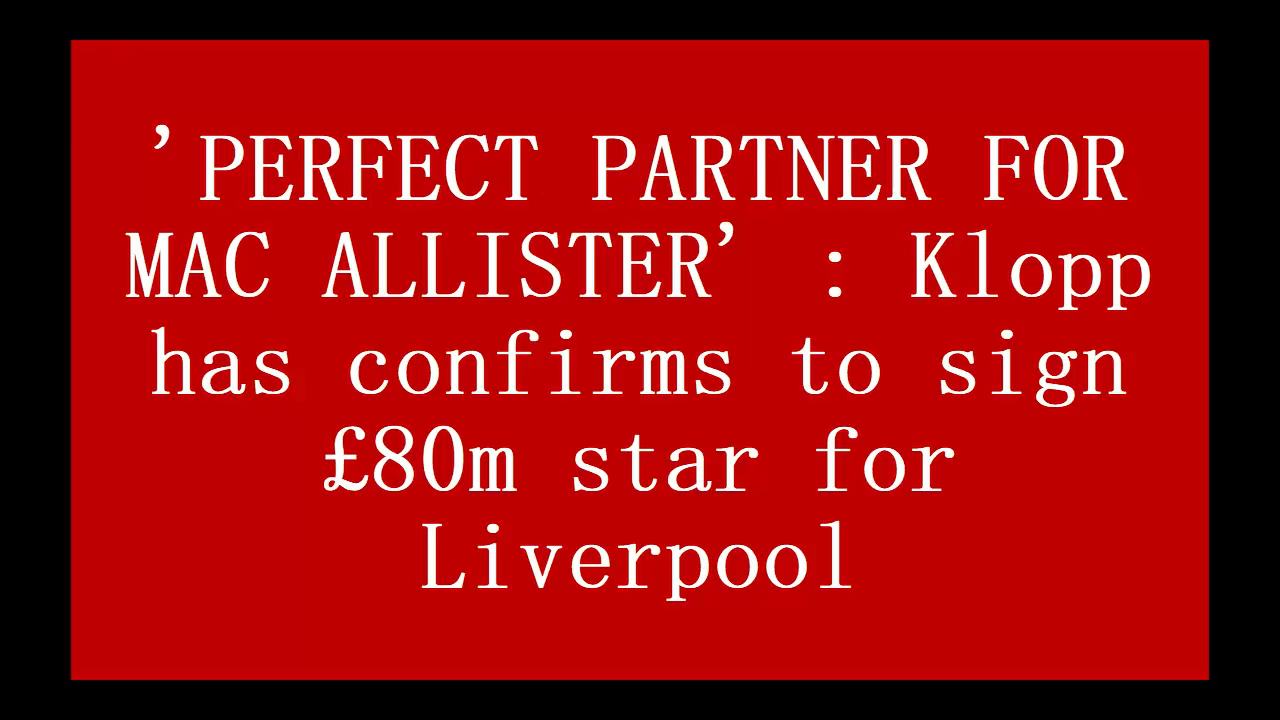 ’PERFECT PARTNER FOR
MAC ALLISTER’ : Klopp
has confirms to sign
£80m star for
Liverpool